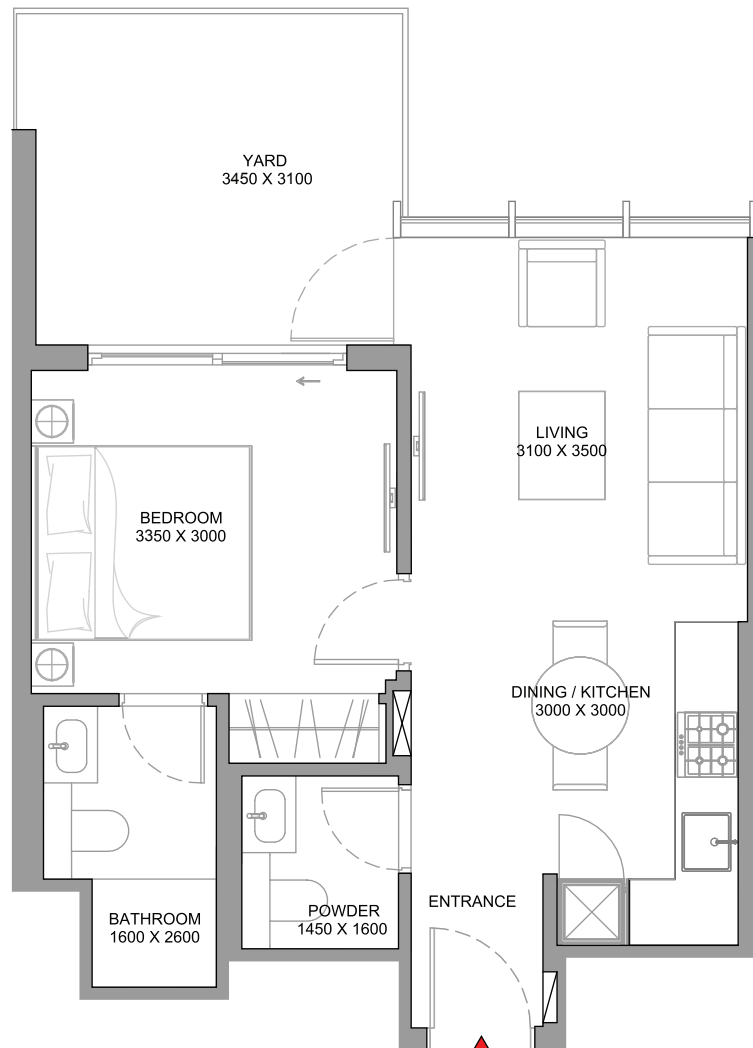 YARD
3450 X 3100
LIVING
3100 X 3500
BEDROOM
3350 X 3000
DINING / KITCHEN
3000 X 3000
ENTRANCE
POWDER
1450 X 1600
BATHROOM
1600 X 2600